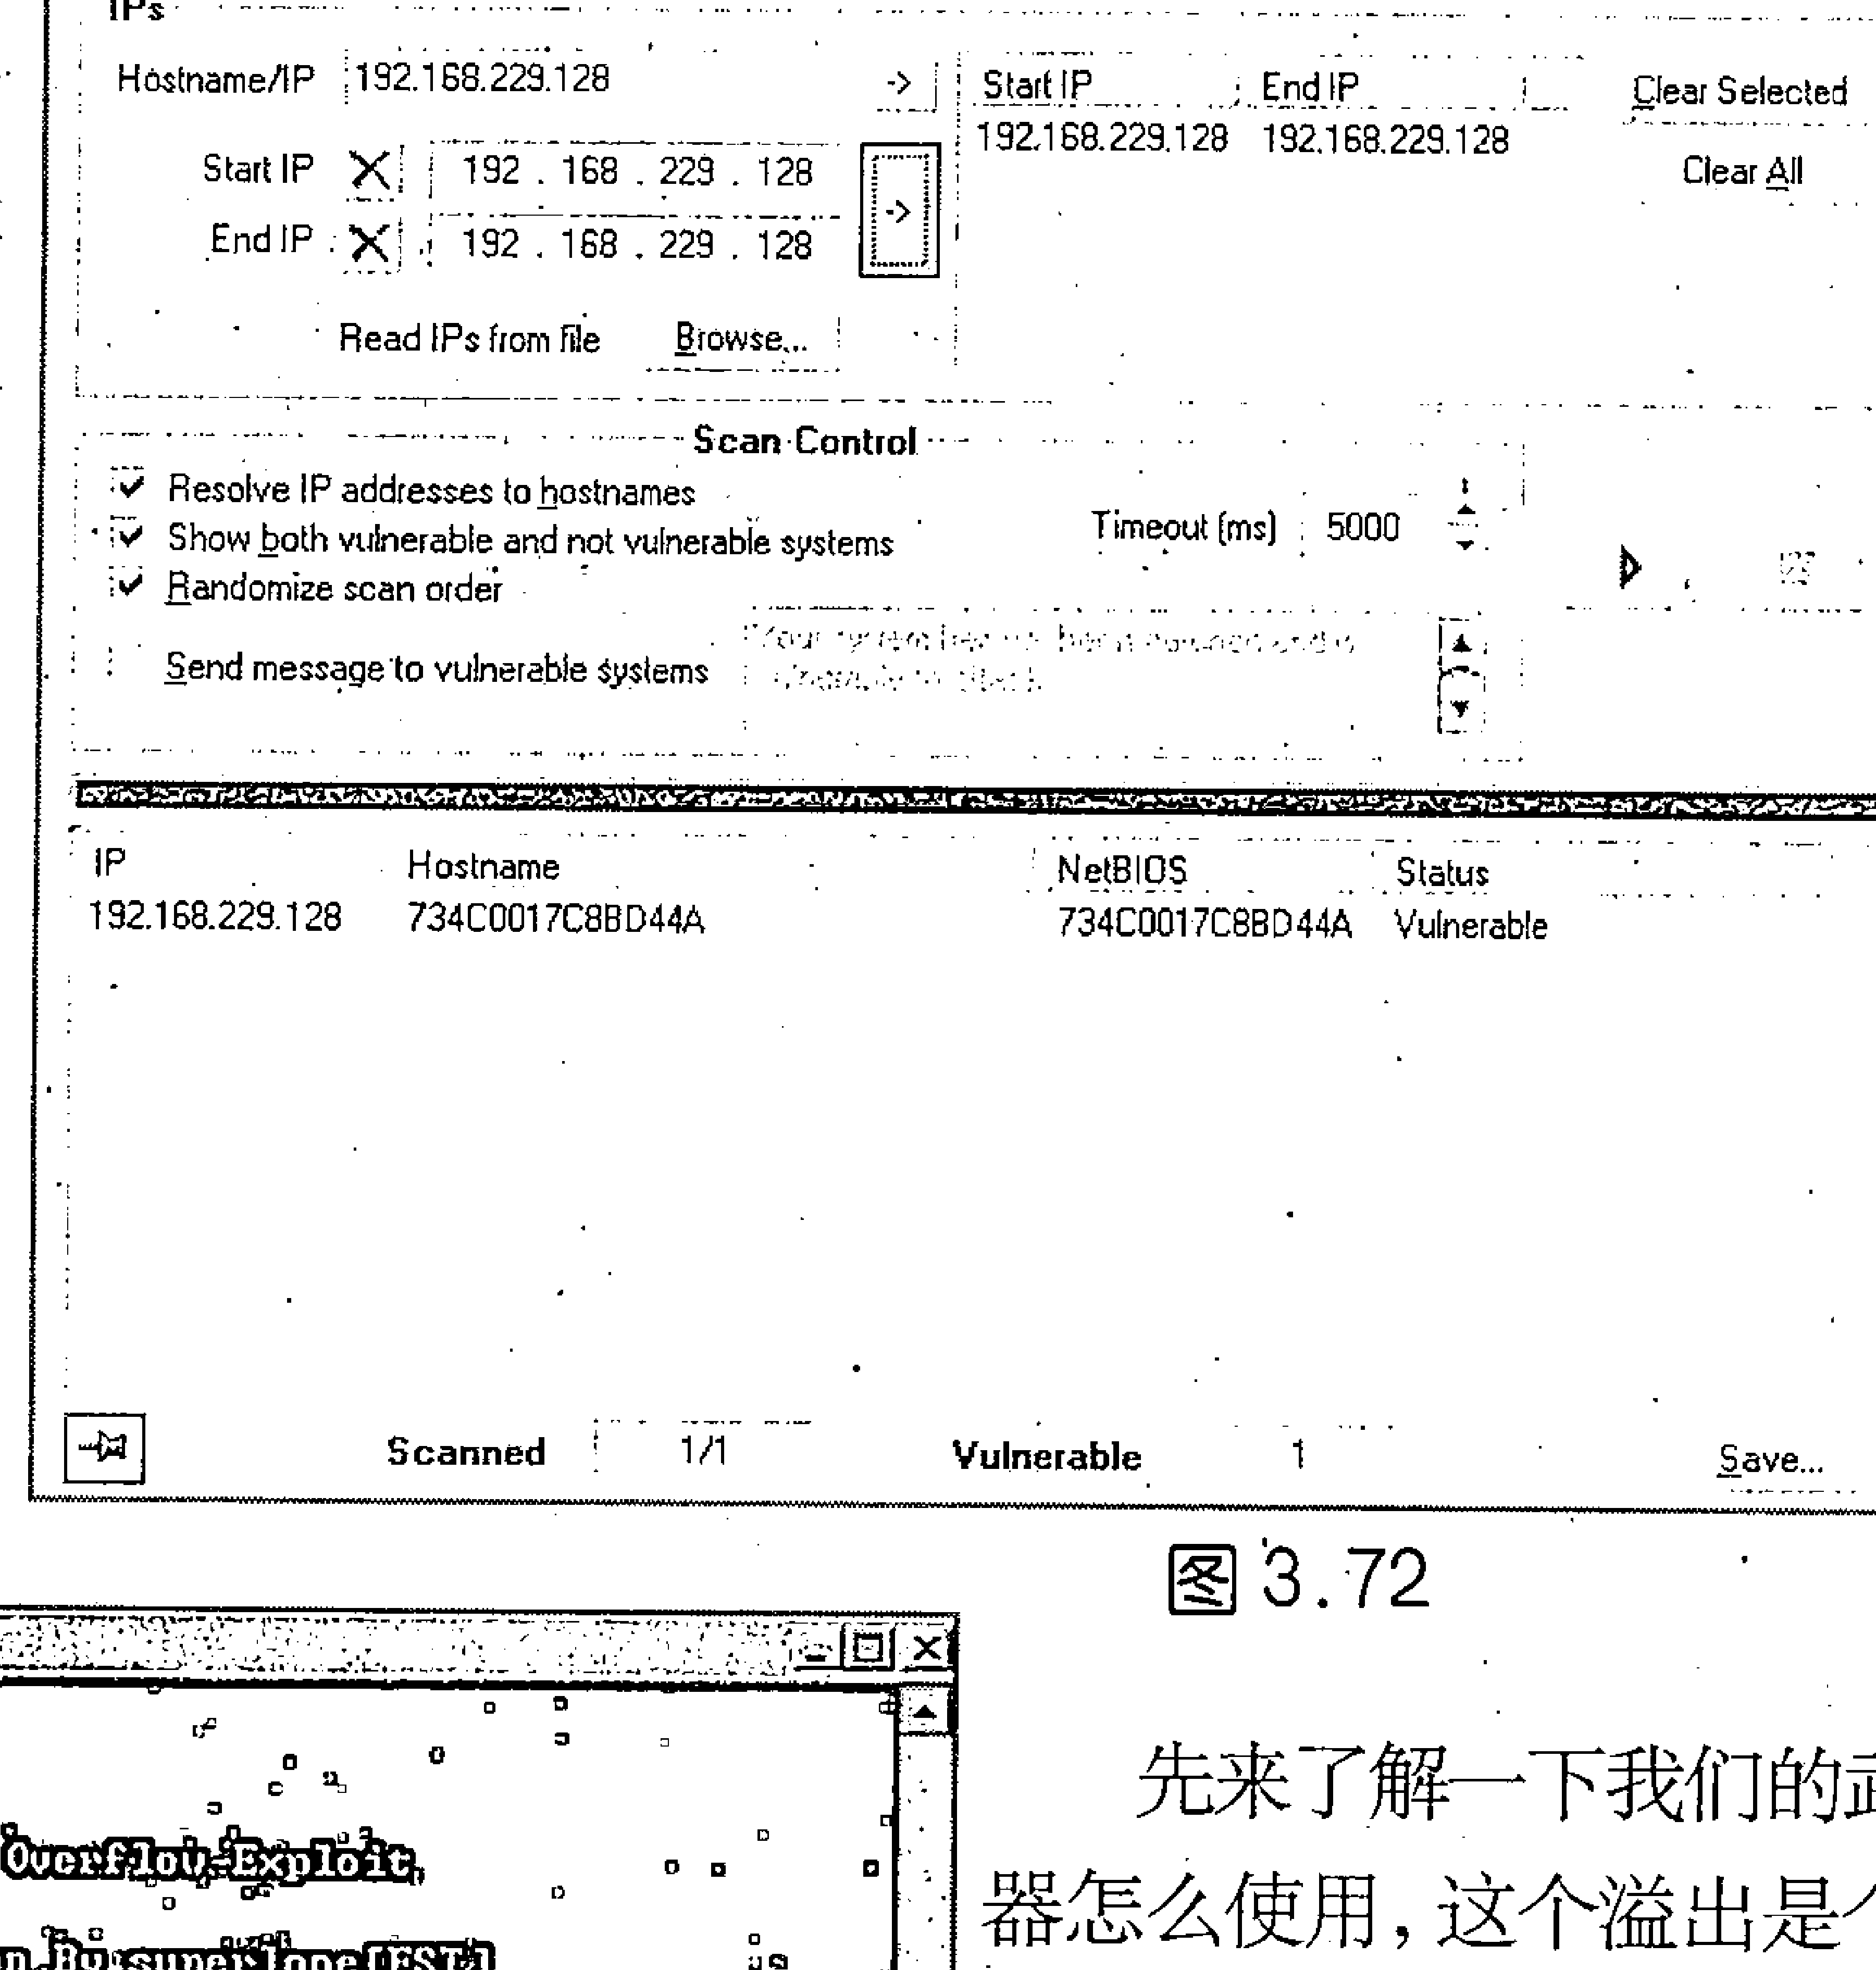 IPs
Hostname/IP 192.168.229.128 ->
Start IP End IP
Clear Selected
192.168.229.128 192.168.229.128
Start IP 192 . 168 . 229 . 128
->
Clear All
End IP 192 . 168 . 229 . 128
Read IPs from file Browse...
Scan Control
Resolve IP addresses to hostnames
Show both vulnerable and not vulnerable systems
Randomize scan order
Timeout (ms) 5000
Send message to vulnerable systems
IP Hostname NetBIOS Status
192.168.229.128 734C0017C8BD44A 734C0017C8BD44A Vulnerable
Scanned 1/1 Vulnerable 1 Save...
图 3.72
Overflow Exploit
By
先来了解一下我们的
器怎么使用,这个溢出是